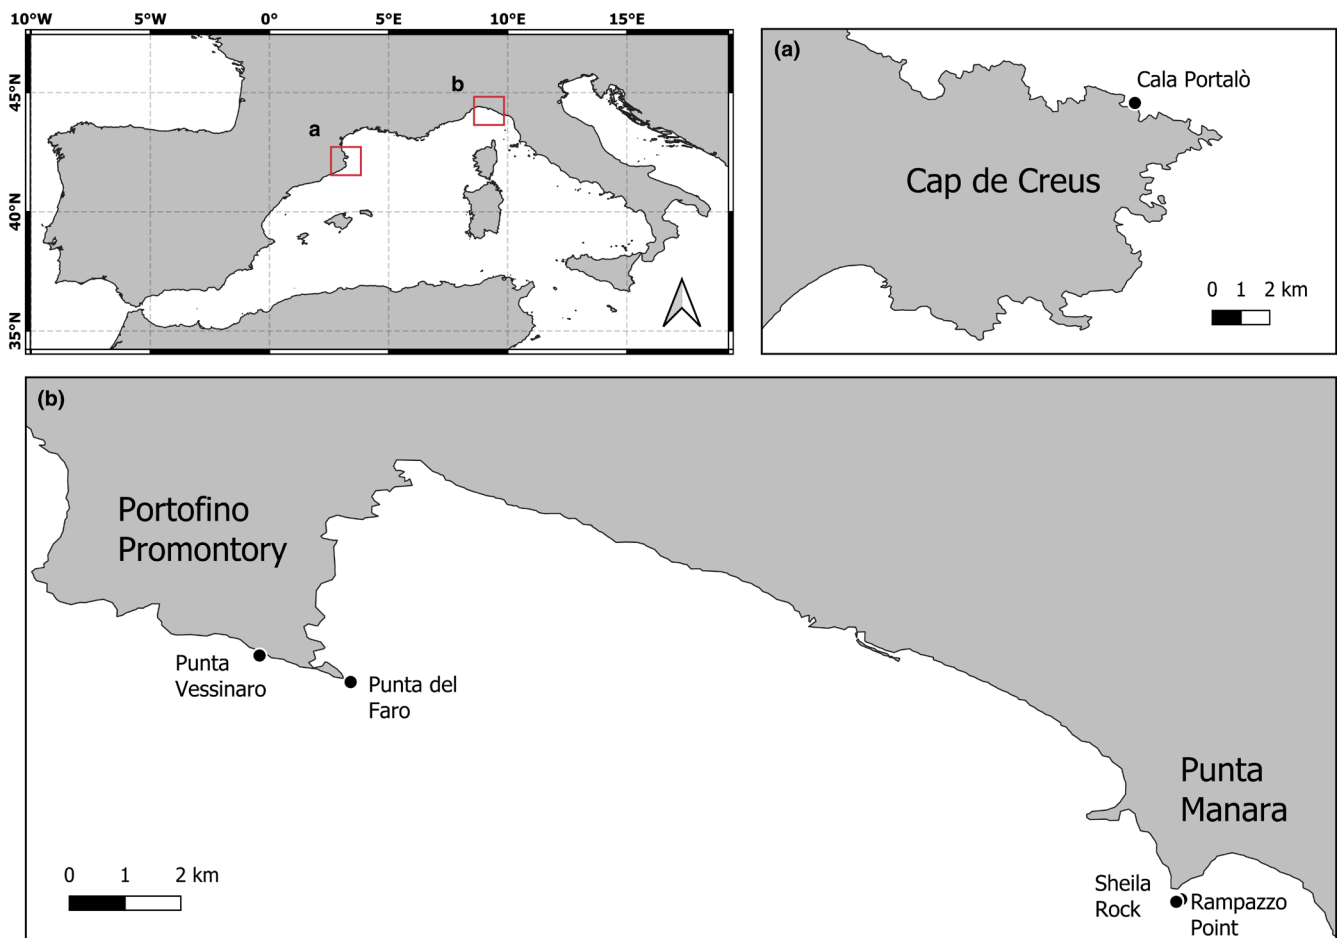 10°W 5°W 0° 5°E 10°E 15°E
45°N
40°N
35°N
a
b
(a)
Cala Portalò
Cap de Creus
0 1 2 km
(b)
Portofino
Promontory
Punta
Vessinaro
Punta del
Faro
Punta
Manara
Sheila
Rock
Rampazzo
Point
0 1 2 km